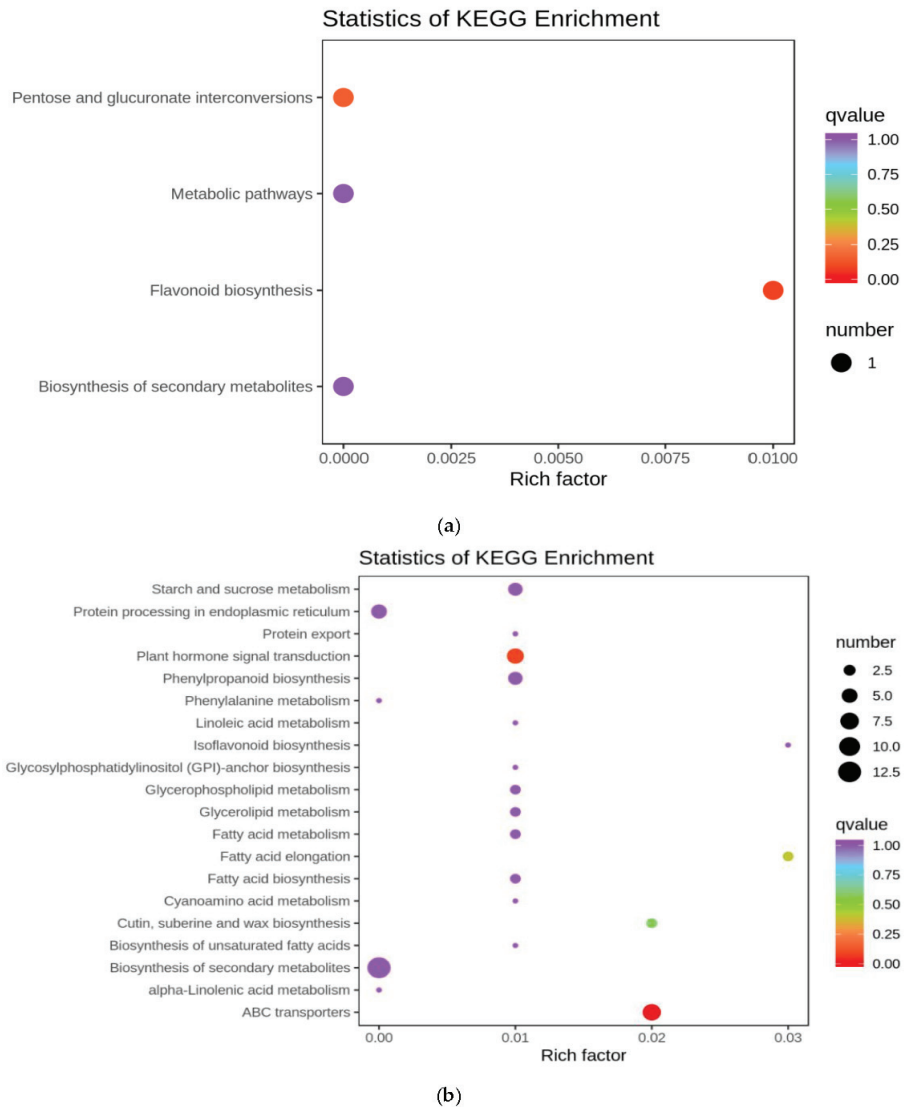 Statistics of KEGG Enrichment
Pentose and glucuronate interconversions
Metabolic pathways
Flavonoid biosynthesis
Biosynthesis of secondary metabolites
0.0000 0.0025 0.0050 0.0075 0.0100
Rich factor
qvalue
1.00
0.75
0.50
0.25
0.00
number
1
(a)
Statistics of KEGG Enrichment
Starch and sucrose metabolism
Protein processing in endoplasmic reticulum
Protein export
Plant hormone signal transduction
Phenylpropanoid biosynthesis
Phenylalanine metabolism
Linoleic acid metabolism
Isoflavonoid biosynthesis
Glycosylphosphatidylinositol (GPI)-anchor biosynthesis
Glycerophospholipid metabolism
Glycerolipid metabolism
Fatty acid metabolism
Fatty acid elongation
Fatty acid biosynthesis
Cyanoamino acid metabolism
Cutin, suberine and wax biosynthesis
Biosynthesis of unsaturated fatty acids
Biosynthesis of secondary metabolites
alpha-Linolenic acid metabolism
ABC transporters
0.00 0.01 0.02 0.03
Rich factor
number
2.5
5.0
7.5
10.0
12.5
qvalue
1.00
0.75
0.50
0.25
0.00
(b)